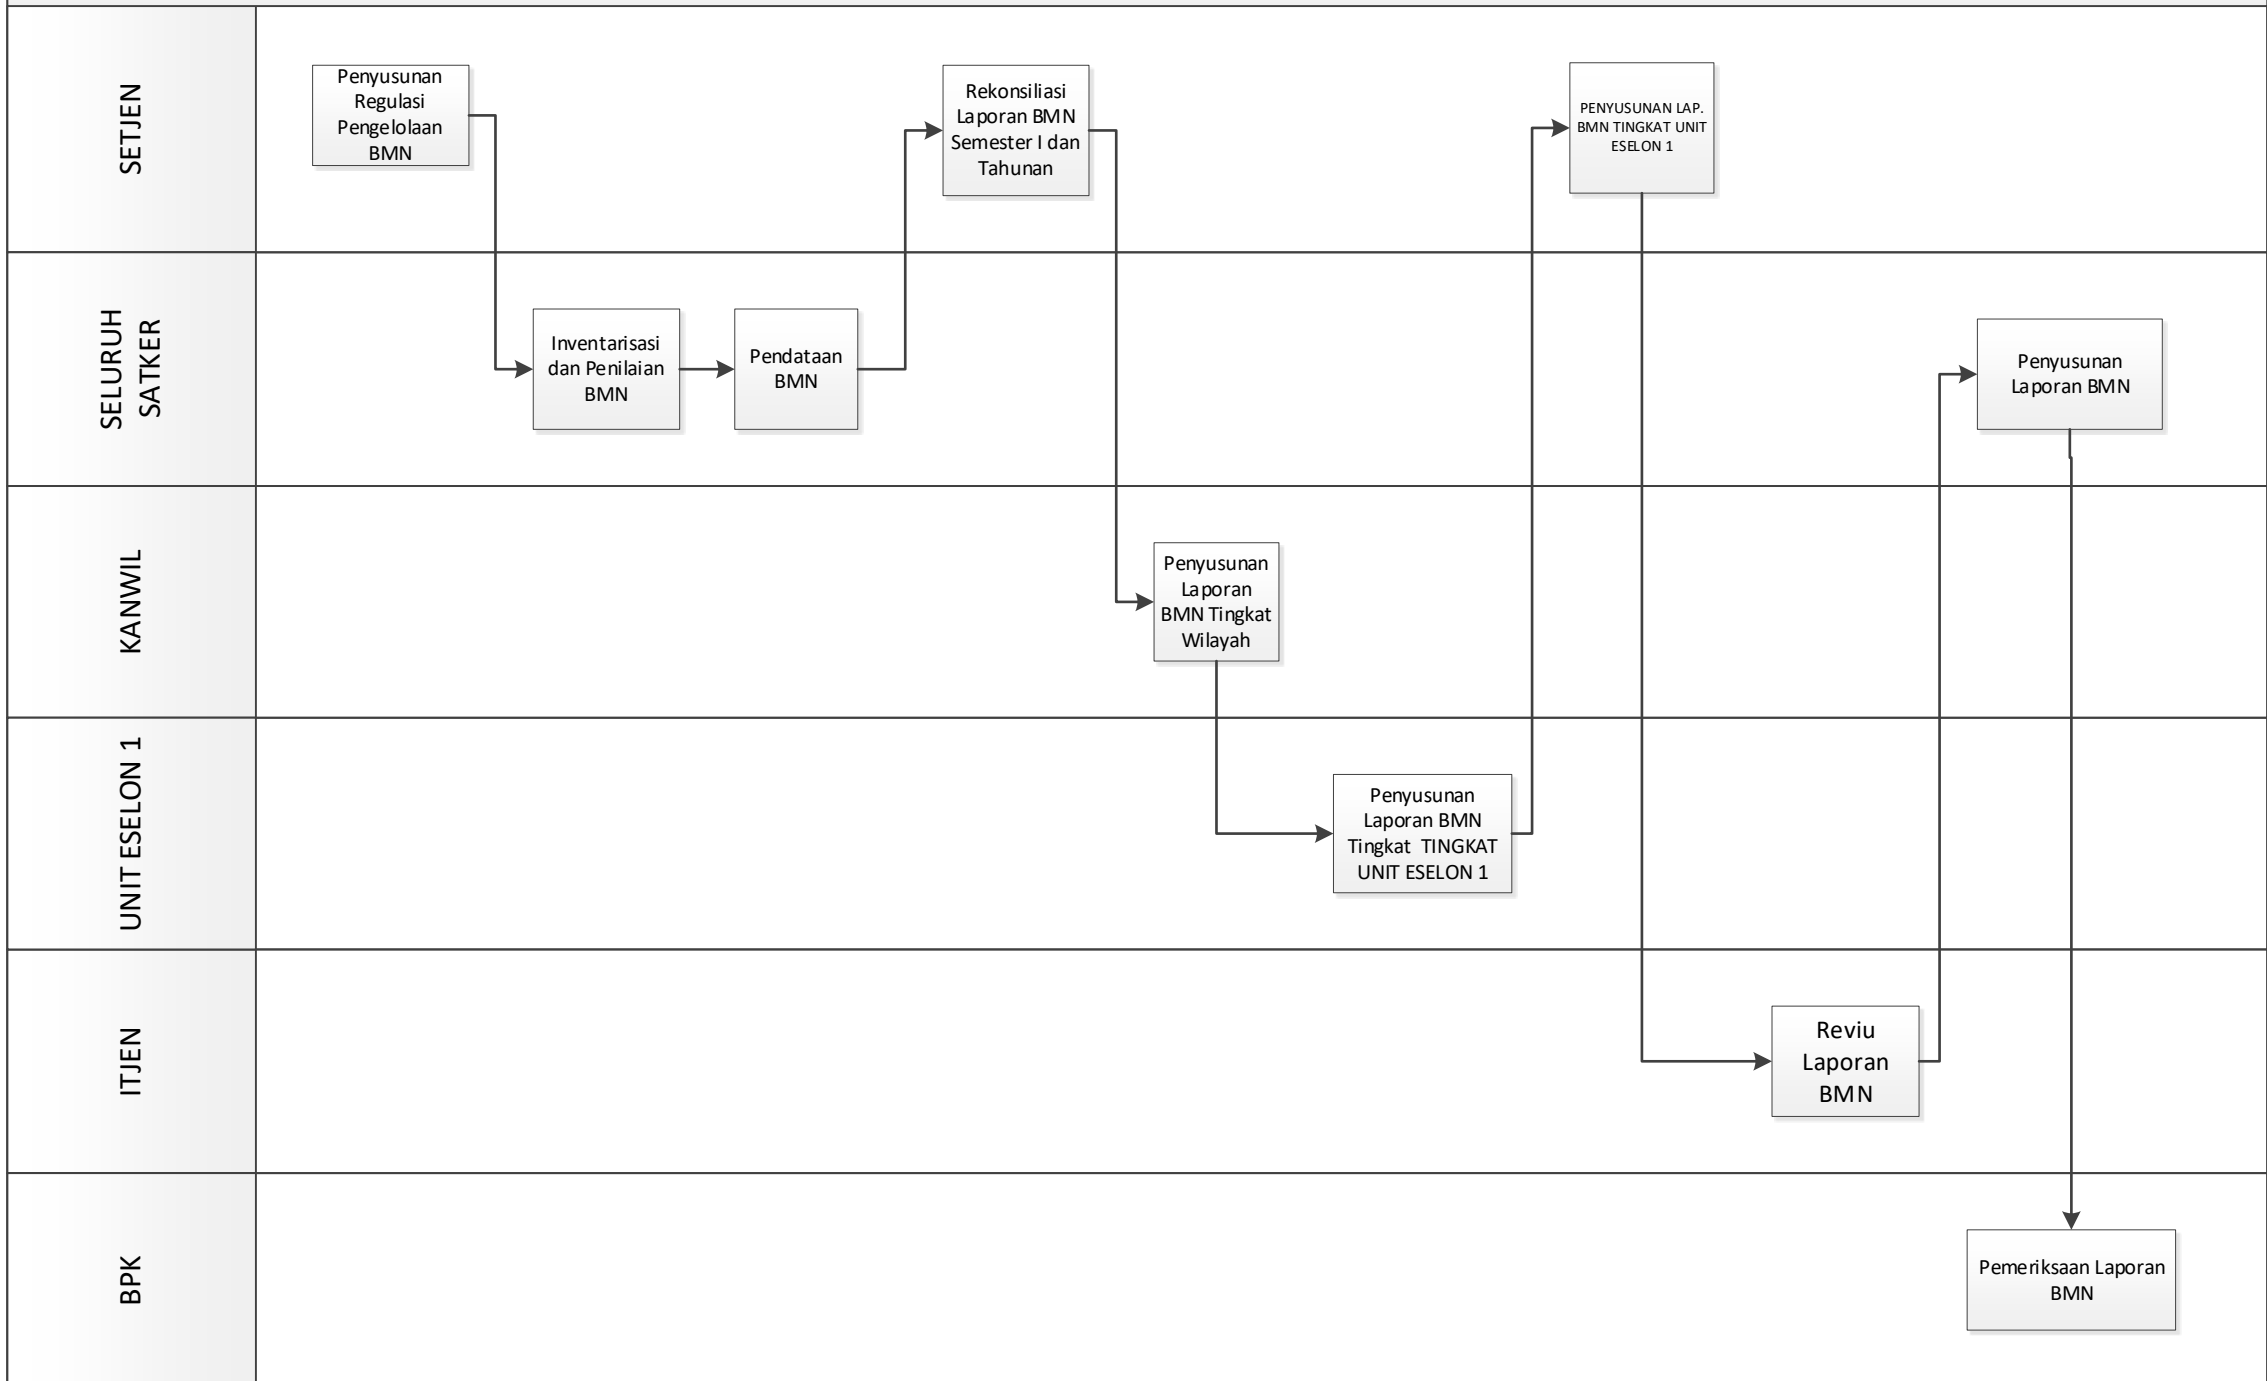 SETJEN
Penyusunan
Regulasi
Pengelolaan
BMN
Rekonsiliasi
Laporan BMN
Semester I dan
Tahunan
PENYUSUNAN LAP.
BMN TINGKAT UNIT
ESELON 1
SELURUH
SATKER
Inventarisasi
dan Penilaian
BMN
Pendataan
BMN
Penyusunan
Laporan BMN
KANWIL
Penyusunan
Laporan
BMN Tingkat
Wilayah
UNIT ESELON 1
Penyusunan
Laporan BMN
Tingkat TINGKAT
UNIT ESELON 1
ITJEN
Reviu
Laporan
BMN
BPK
Pemeriksaan Laporan
BMN